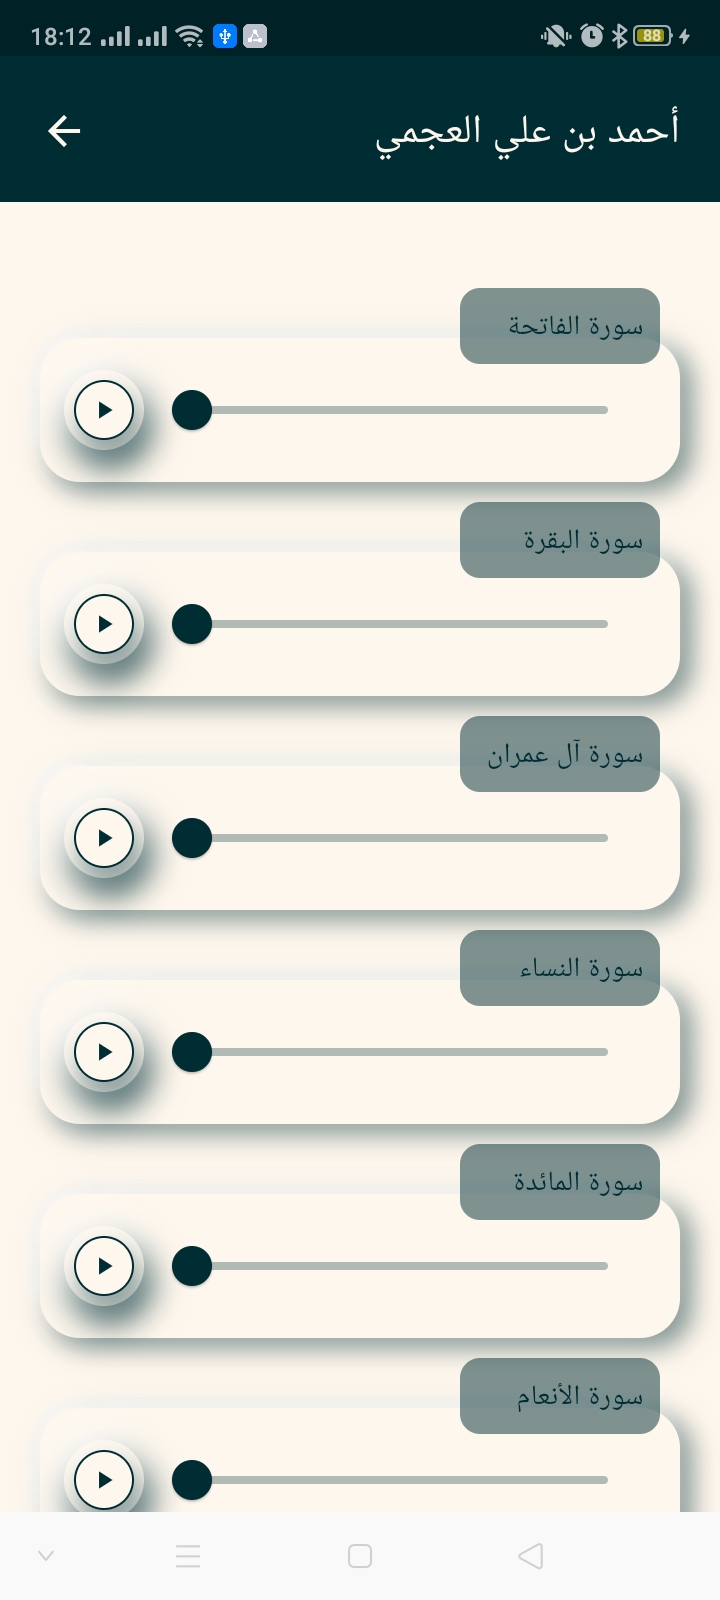 18:12
88
أحمد بن علي العجمي
سورة الفاتحة
سورة البقرة
سورة آل عمران
سورة النساء
سورة المائدة
سورة الأنعام